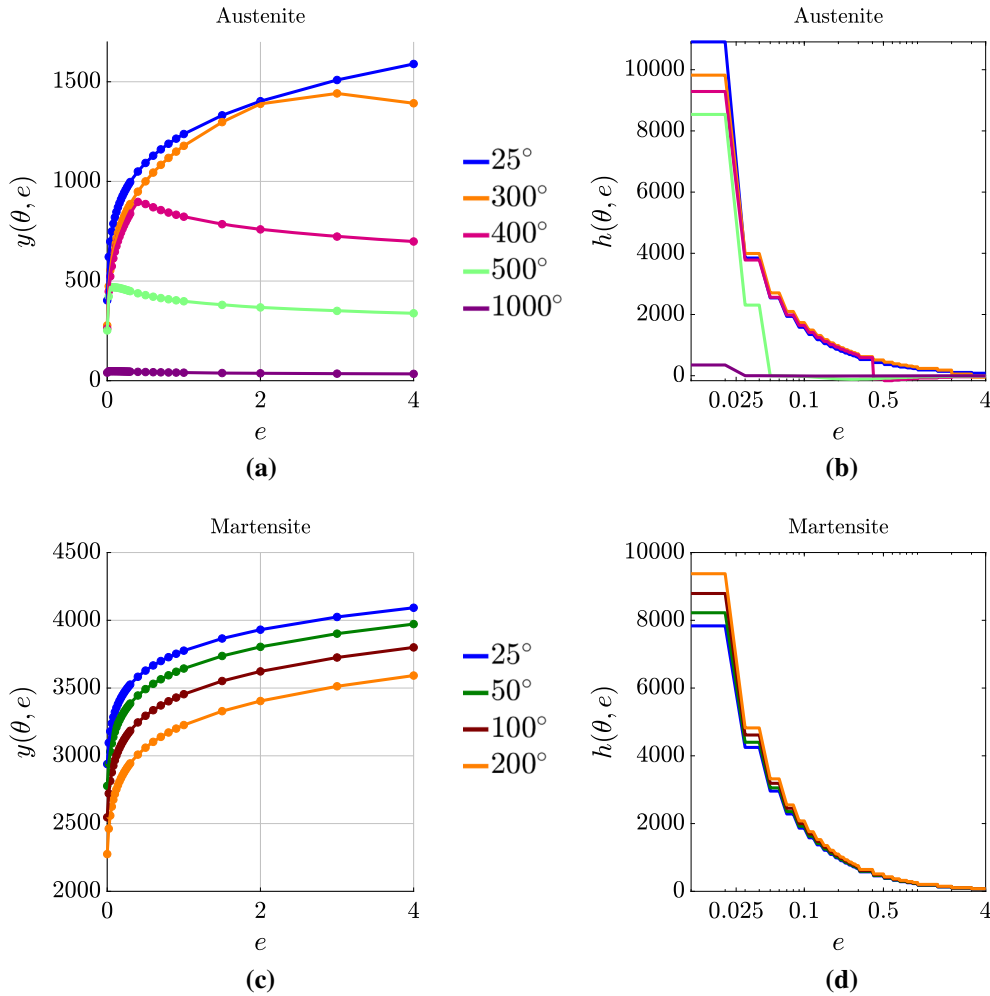 Austenite
1500
1000
500
0
0
2
4
y(θ, e)
e
25°
300°
400°
500°
1000°
(a)
Austenite
10000
8000
6000
4000
2000
0
0.025
0.1
0.5
4
h(θ, e)
e
(b)
Martensite
4500
4000
3500
3000
2500
2000
0
2
4
y(θ, e)
e
25°
50°
100°
200°
(c)
Martensite
10000
8000
6000
4000
2000
0
0.025
0.1
0.5
4
h(θ, e)
e
(d)